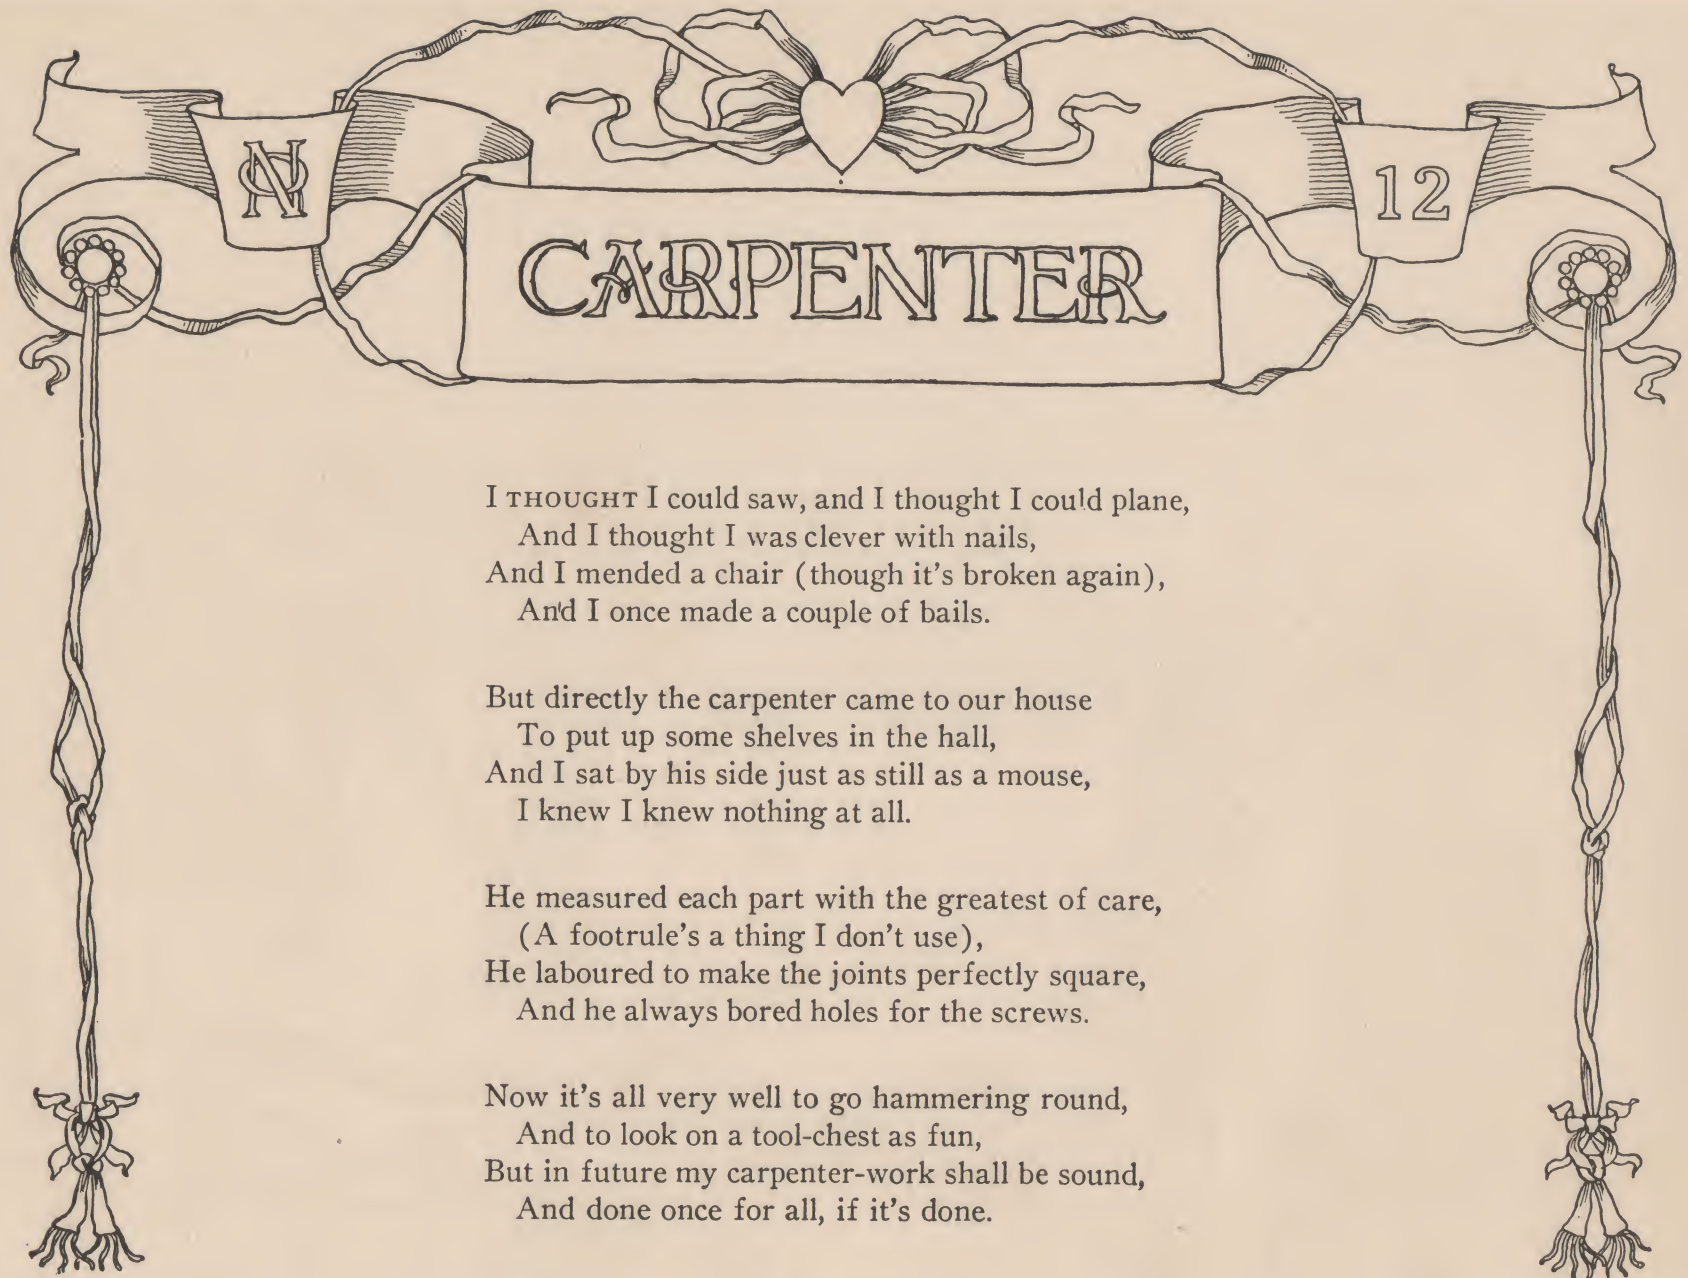 NO
12
CARPENTER
I THOUGHT I could saw, and I thought I could plane,
And I thought I was clever with nails,
And I mended a chair (though it's broken again),
And I once made a couple of bails.
But directly the carpenter came to our house
To put up some shelves in the hall,
And I sat by his side just as still as a mouse,
I knew I knew nothing at all.
He measured each part with the greatest of care,
(A footrule's a thing I don't use),
He laboured to make the joints perfectly square,
And he always bored holes for the screws.
Now it's all very well to go hammering round,
And to look on a tool-chest as fun,
But in future my carpenter-work shall be sound,
And done once for all, if it's done.